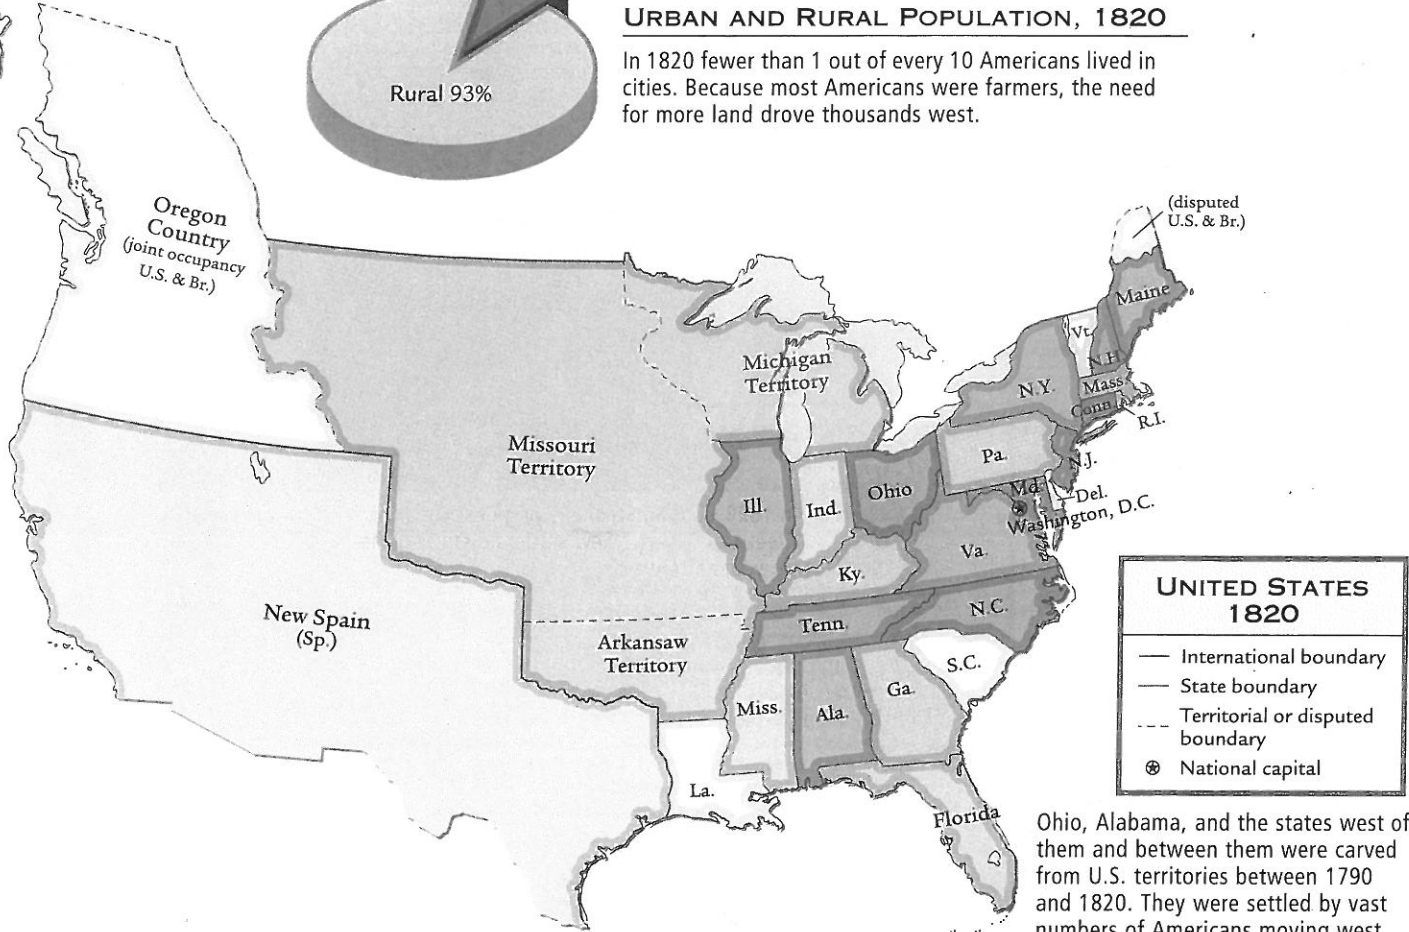 URBAN AND RURAL POPULATION, 1820
In 1820 fewer than 1 out of every 10 Americans lived in
cities. Because most Americans were farmers, the need
for more land drove thousands west.
Rural 93%
Oregon
Country
(joint occupancy
U.S. & Br.)
(disputed
U.S. & Br.)
Maine
Vt.
N.H.
Michigan
Territory
N.Y.
Mass.
Conn.
R.I.
Missouri
Territory
Pa.
N.J.
Ill.
Ind.
Ohio
Md.
Del.
Washington, D.C.
Va.
Ky.
New Spain
(Sp.)
Arkansaw
Territory
Tenn.
N.C.
S.C.
Miss.
Ala.
Ga.
La.
Florida
UNITED STATES
1820
International boundary
State boundary
Territorial or disputed
boundary
National capital
Ohio, Alabama, and the states west of
them and between them were carved
from U.S. territories between 1790
and 1820. They were settled by vast
numbers of Americans moving west